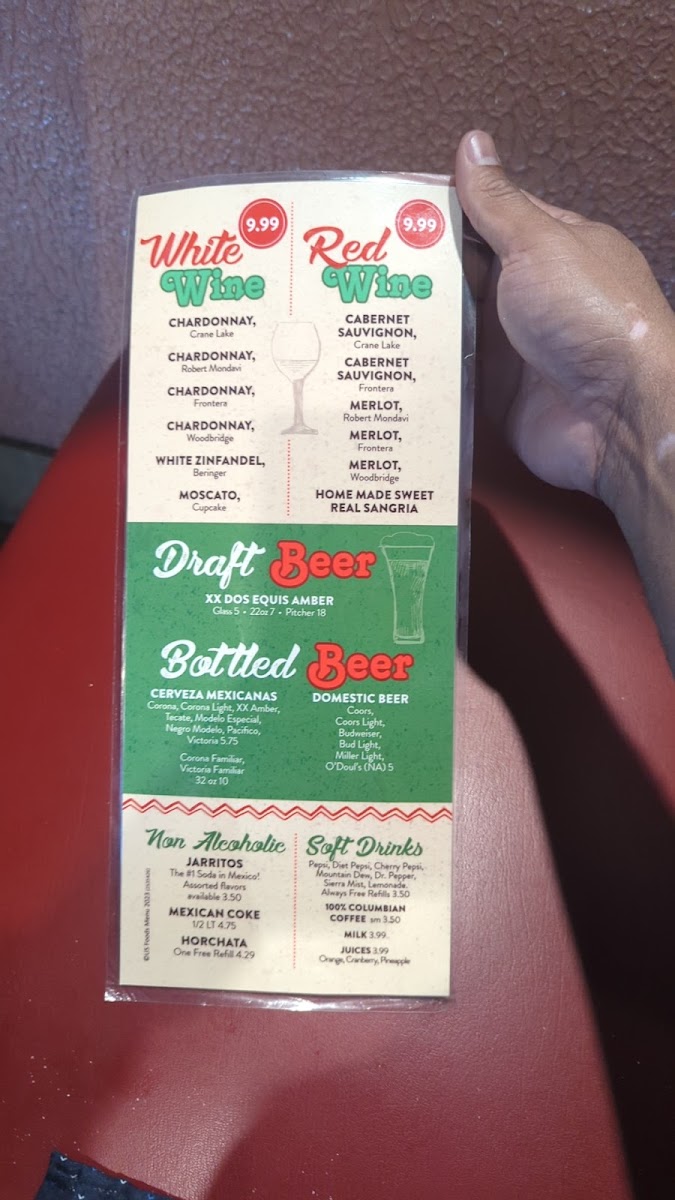 9.99
White
Wine
CHARDONNAY,
Crane Lake
CHARDONNAY,
Robert Mondavi
CHARDONNAY,
Frontera
CHARDONNAY,
Woodbridge
WHITE ZINFANDEL,
Beringer
MOSCATO,
Cupcake
9.99
Red
Wine
CABERNET
SAUVIGNON,
Crane Lake
CABERNET
SAUVIGNON,
Frontera
MERLOT,
Robert Mondavi
MERLOT,
Frontera
MERLOT,
Woodbridge
HOME MADE SWEET
REAL SANGRIA
Draft Beer
XX DOS EQUIS AMBER
Glass 5 • 22oz 7 • Pitcher 18
Bottled Beer
CERVEZA MEXICANAS
Corona, Corona Light, XX Amber,
Tecate, Modelo Especial,
Negro Modelo, Pacifico,
Victoria 5.75
Corona Familiar,
Victoria Familiar
32 oz 10
DOMESTIC BEER
Coors,
Coors Light,
Budweiser,
Bud Light,
Miller Light,
O'Doul's (NA) 5
Non Alcoholic
JARRITOS
The #1 Soda in Mexico!
Assorted flavors
available 3.50
MEXICAN COKE
1/2 LT 4.75
HORCHATA
One Free Refill 4.29
Soft Drinks
Pepsi, Diet Pepsi, Cherry Pepsi,
Mountain Dew, Dr. Pepper,
Sierra Mist, Lemonade.
Always Free Refills 3.50
100% COLUMBIAN
COFFEE sm 3.50
MILK 3.99
JUICES 3.99
Orange, Cranberry, Pineapple
©US Foods Menu 2023